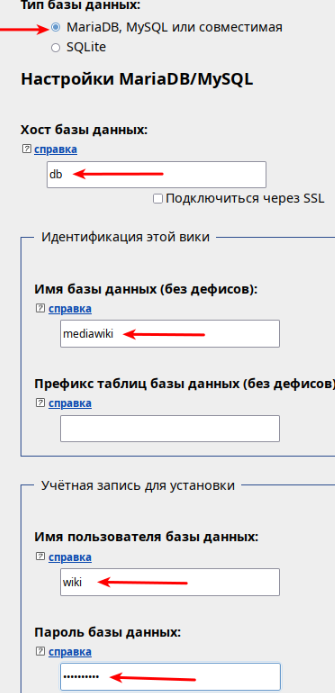 Тип базы данных:
MariaDB, MySQL или совместимая
SQLite
Настройки MariaDB/MySQL
Хост базы данных:
? справка
db
Подключиться через SSL
Идентификация этой вики
Имя базы данных (без дефисов):
? справка
mediawiki
Префикс таблиц базы данных (без дефисов)
? справка
Учётная запись для установки
Имя пользователя базы данных:
? справка
wiki
Пароль базы данных:
? справка
••••••••••